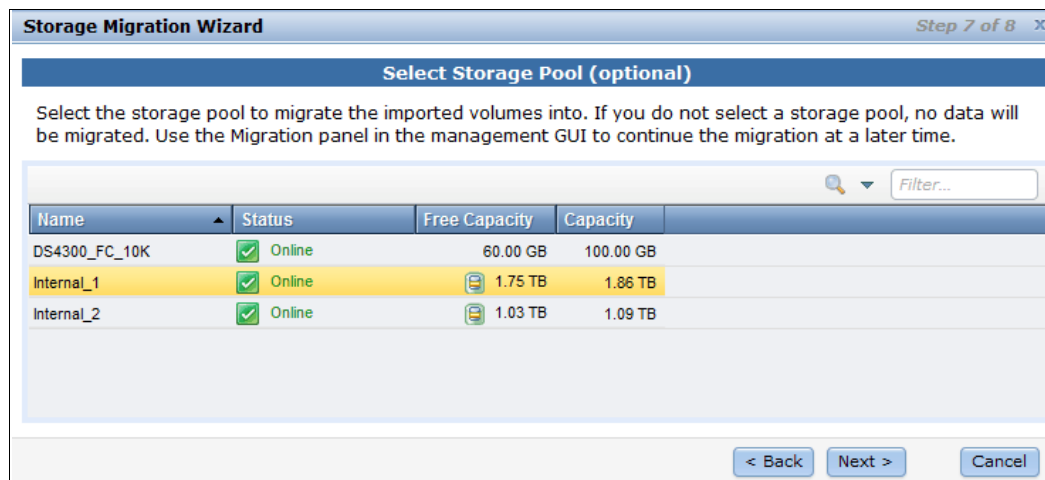 Storage Migration Wizard Step 7 of 8 x
Select Storage Pool (optional)
Select the storage pool to migrate the imported volumes into. If you do not select a storage pool, no data will
be migrated. Use the Migration panel in the management GUI to continue the migration at a later time.
Filter...
Name Status Free Capacity Capacity
DS4300_FC_10K Online 60.00 GB 100.00 GB
Internal_1 Online 1.75 TB 1.86 TB
Internal_2 Online 1.03 TB 1.09 TB
< Back Next > Cancel